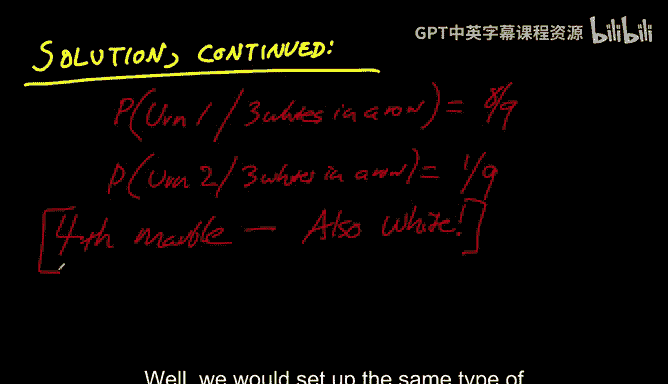 GPT中英字幕课程资源 bilibili
SOLUTION, CONTINUED:
P(Urn 1 / 3 whites in a row) = 8/9
P(Urn 2 / 3 whites in a row) = 1/9
[4th marble — Also white!]
Well, we would set up the same type of